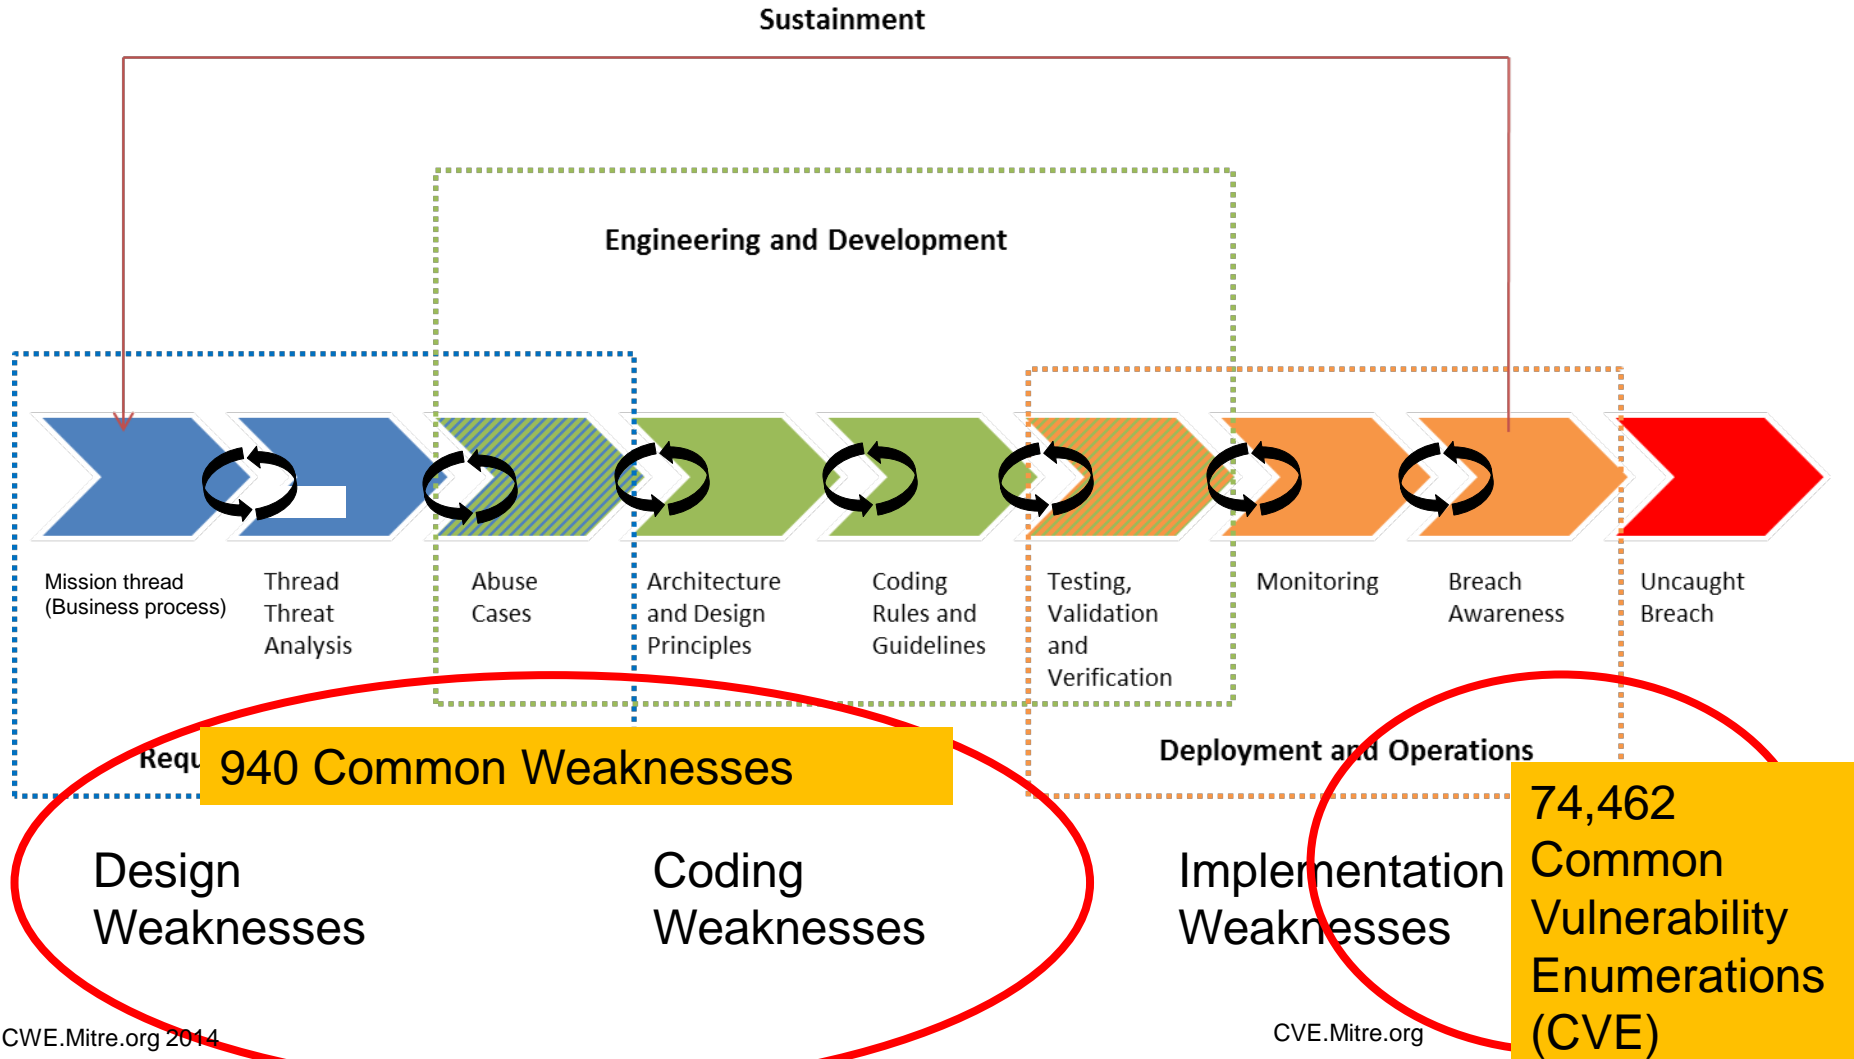 Sustainment
Engineering and Development
Mission thread
(Business process)
Thread
Threat
Analysis
Abuse
Cases
Architecture
and Design
Principles
Coding
Rules and
Guidelines
Testing,
Validation
and
Verification
Monitoring
Breach
Awareness
Uncaught
Breach
940 Common Weaknesses
Deployment and Operations
74,462
Common
Vulnerability
Enumerations
(CVE)
Design
Weaknesses
Coding
Weaknesses
Implementation
Weaknesses
CWE.Mitre.org 2014
CVE.Mitre.org